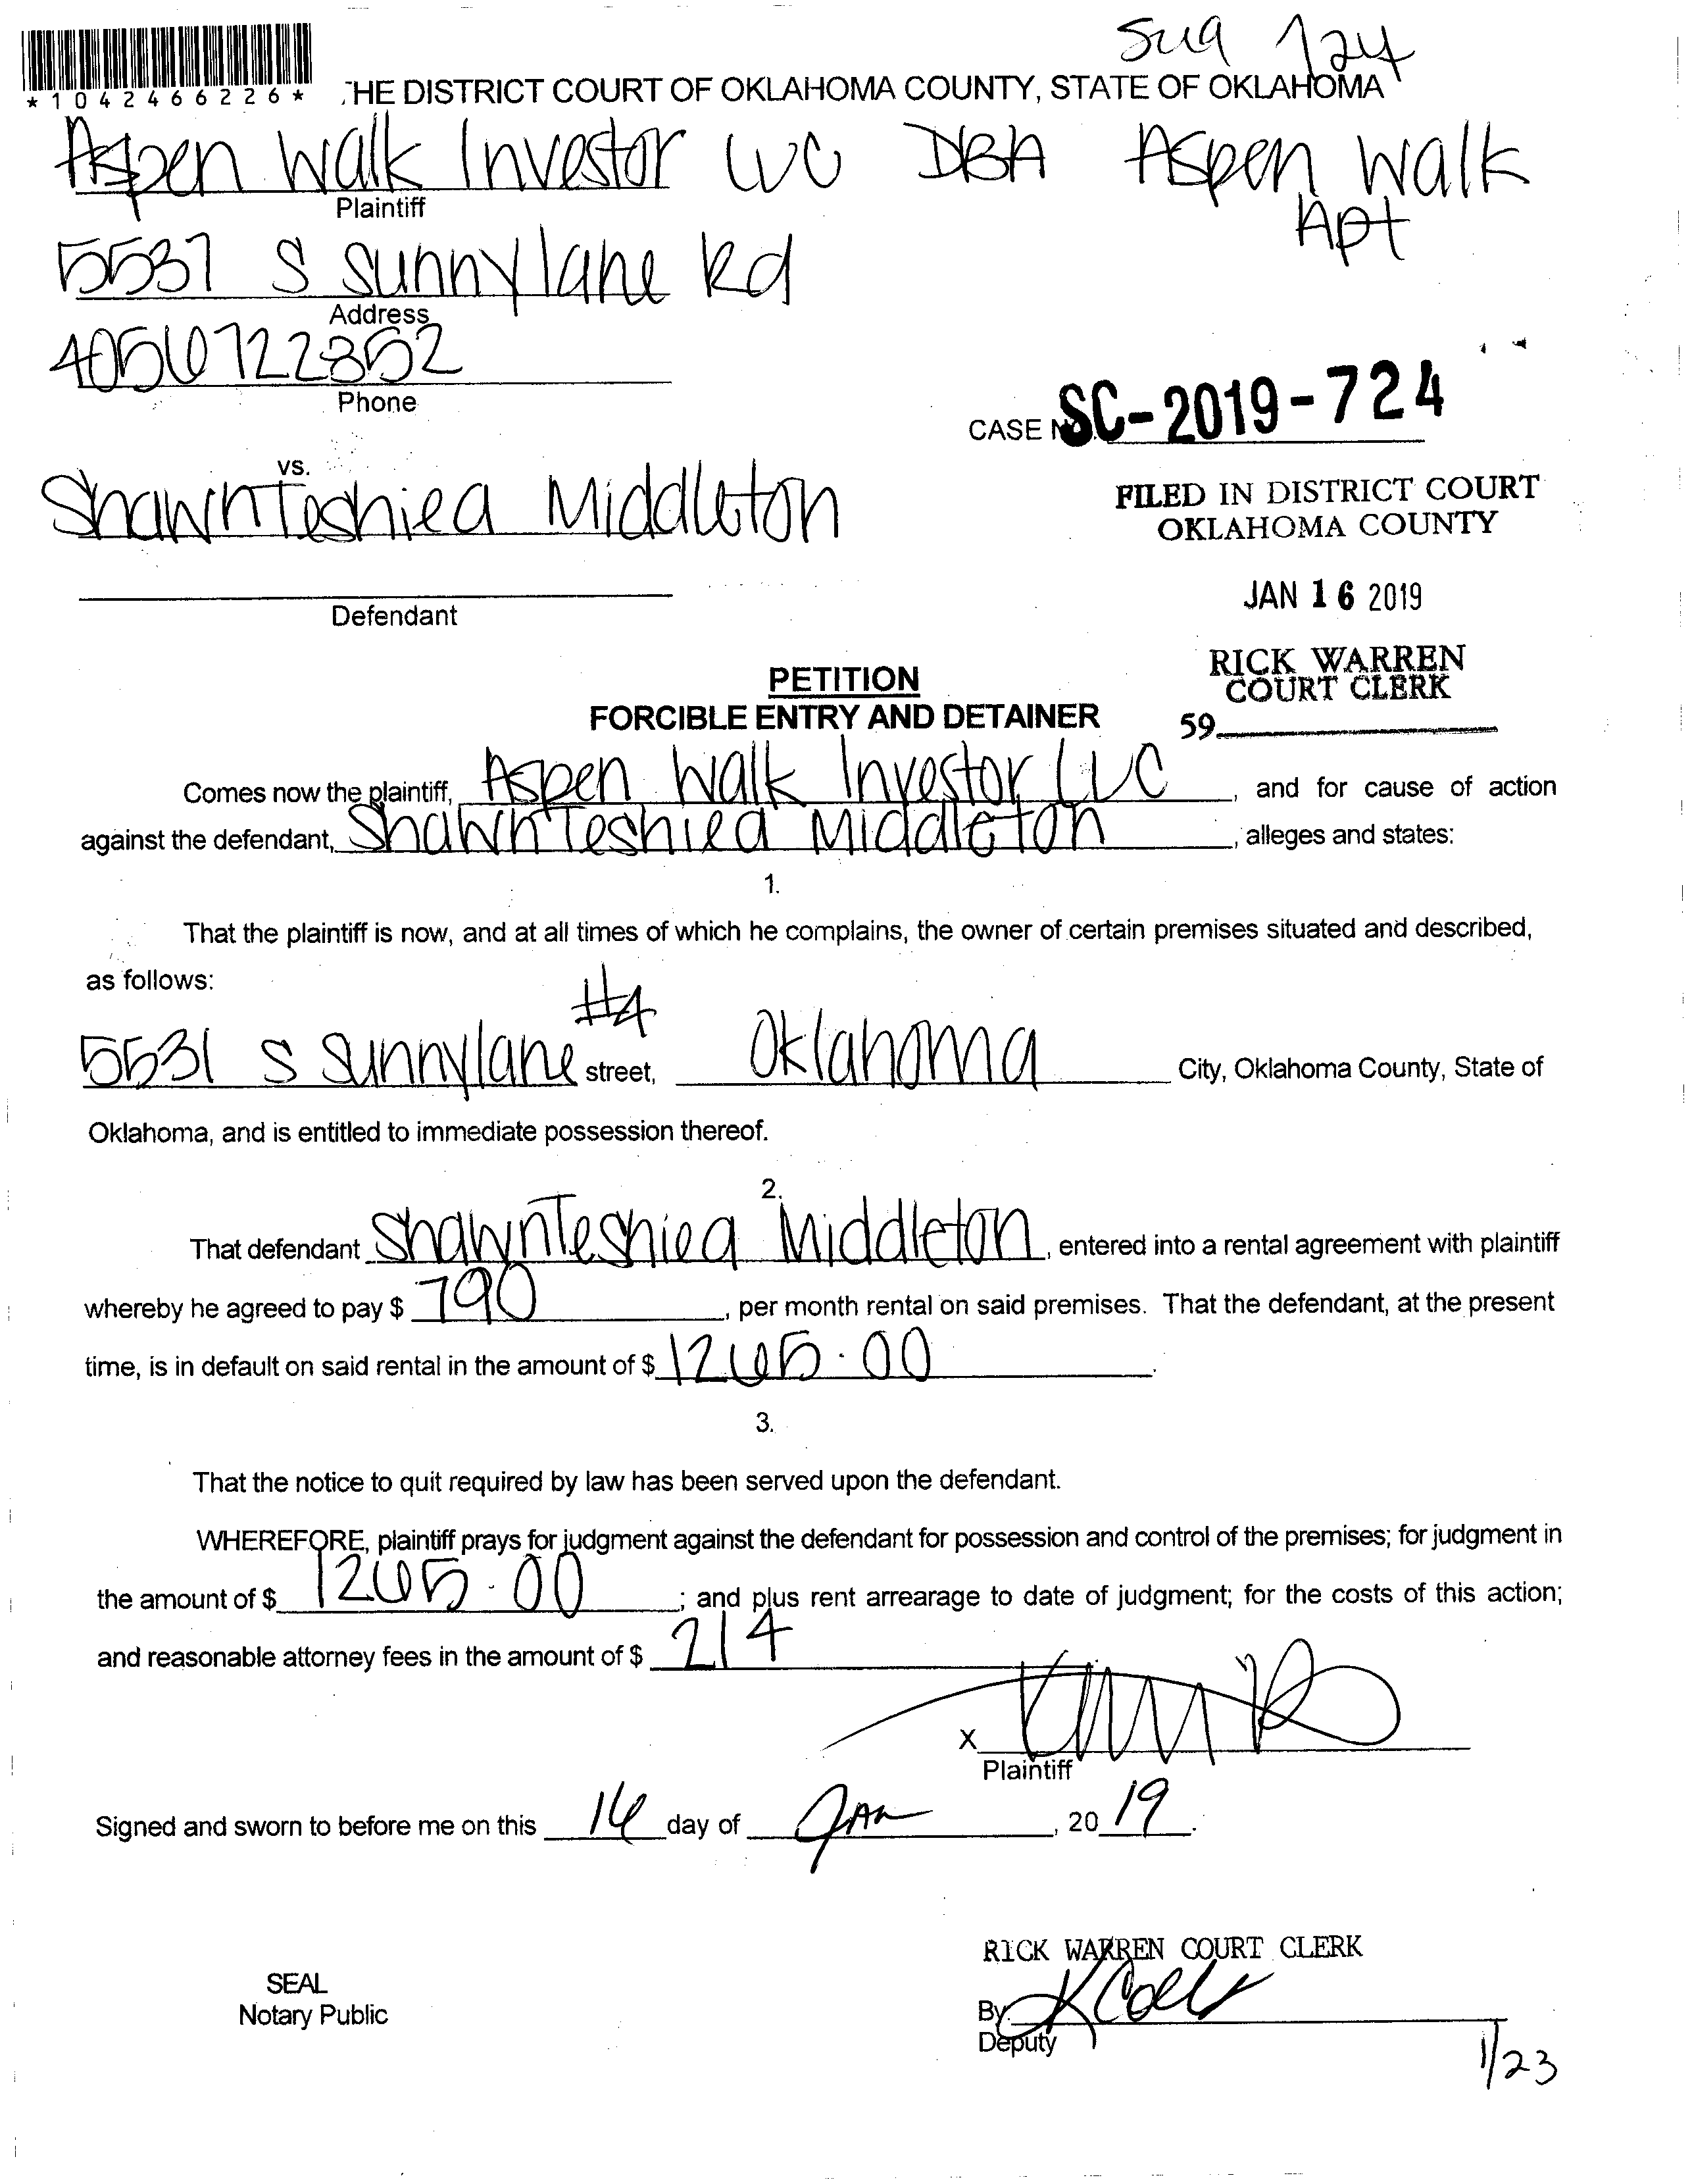 Sua 124
*1042466226*
THE DISTRICT COURT OF OKLAHOMA COUNTY, STATE OF OKLAHOMA
Aspen Walk Investor LLC DBA Aspen Walk
Apt
Plaintiff
5537 S Sunnylane Rd
Address
4056722852
Phone
CASE NO. SC-2019-724
vs.
ShawnTeshiea Middleton
FILED IN DISTRICT COURT
OKLAHOMA COUNTY
JAN 16 2019
Defendant
RICK WARREN
COURT CLERK
59
PETITION
FORCIBLE ENTRY AND DETAINER
Comes now the plaintiff, Aspen Walk Investor LLC, and for cause of action
against the defendant, ShawnTeshiea Middleton, alleges and states:
1.
That the plaintiff is now, and at all times of which he complains, the owner of certain premises situated and described,
as follows:
#4
5531 S Sunnylane street, Oklahoma City, Oklahoma County, State of
Oklahoma, and is entitled to immediate possession thereof.
2.
That defendant ShawnTeshiea Middleton, entered into a rental agreement with plaintiff
whereby he agreed to pay $ 790, per month rental on said premises. That the defendant, at the present
time, is in default on said rental in the amount of $ 1265.00.
3.
That the notice to quit required by law has been served upon the defendant.
WHEREFORE, plaintiff prays for judgment against the defendant for possession and control of the premises; for judgment in
the amount of $ 1265.00; and plus rent arrearage to date of judgment; for the costs of this action;
and reasonable attorney fees in the amount of $ 214
X
Plaintiff
Signed and sworn to before me on this 16 day of Jan, 2019.
RICK WARREN COURT CLERK
SEAL
Notary Public
By
Deputy
1/23